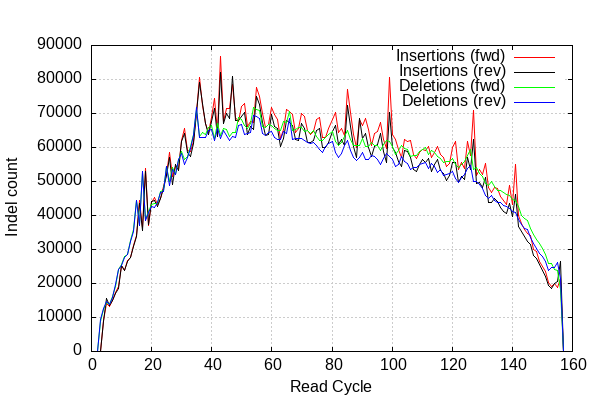 90000
80000
70000
60000
50000
40000
30000
20000
10000
0
Indel count
Insertions (fwd)
Insertions (rev)
Deletions (fwd)
Deletions (rev)
0 20 40 60 80 100 120 140 160
Read Cycle